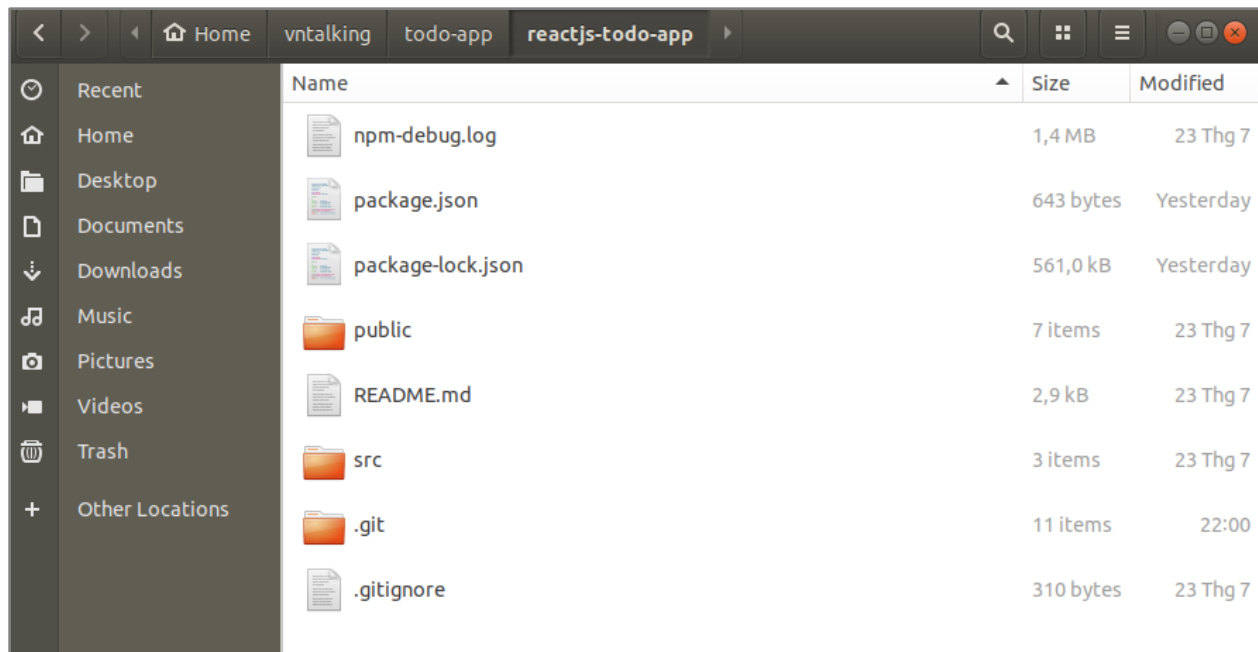 Home vntalking todo-app reactjs-todo-app
Recent
Home
Desktop
Documents
Downloads
Music
Pictures
Videos
Trash
Other Locations
Name Size Modified
npm-debug.log 1,4 MB 23 Thg 7
package.json 643 bytes Yesterday
package-lock.json 561,0 kB Yesterday
public 7 items 23 Thg 7
README.md 2,9 kB 23 Thg 7
src 3 items 23 Thg 7
.git 11 items 22:00
.gitignore 310 bytes 23 Thg 7